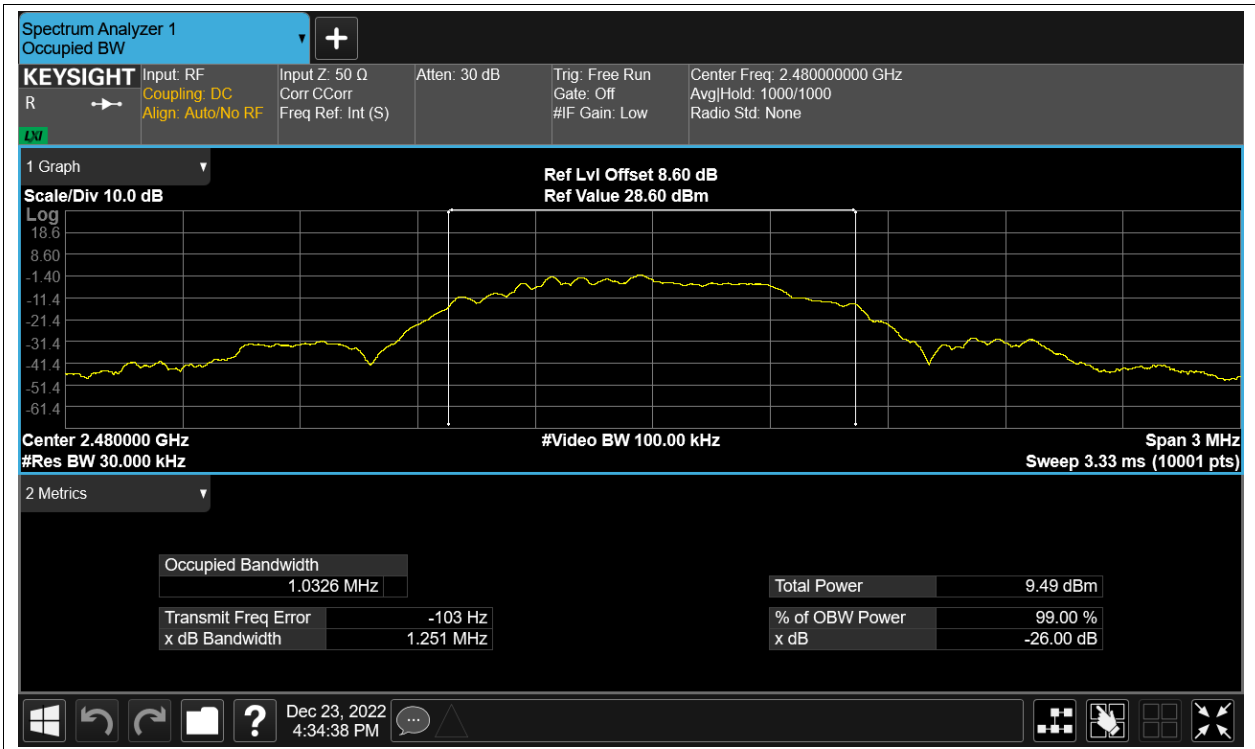 Spectrum Analyzer 1
Occupied BW
+
KEYSIGHT
R
LXI
Input: RF
Coupling: DC
Align: Auto/No RF
Input Z: 50 Ω
Corr CCorr
Freq Ref: Int (S)
Atten: 30 dB
Trig: Free Run
Gate: Off
#IF Gain: Low
Center Freq: 2.480000000 GHz
Avg|Hold: 1000/1000
Radio Std: None
1 Graph
Scale/Div 10.0 dB
Ref Lvl Offset 8.60 dB
Ref Value 28.60 dBm
Log
18.6
8.60
-1.40
-11.4
-21.4
-31.4
-41.4
-51.4
-61.4
Center 2.480000 GHz
#Res BW 30.000 kHz
#Video BW 100.00 kHz
Span 3 MHz
Sweep 3.33 ms (10001 pts)
2 Metrics
Occupied Bandwidth
1.0326 MHz
Transmit Freq Error -103 Hz
x dB Bandwidth 1.251 MHz
Total Power 9.49 dBm
% of OBW Power 99.00 %
x dB -26.00 dB
?
Dec 23, 2022
4:34:38 PM